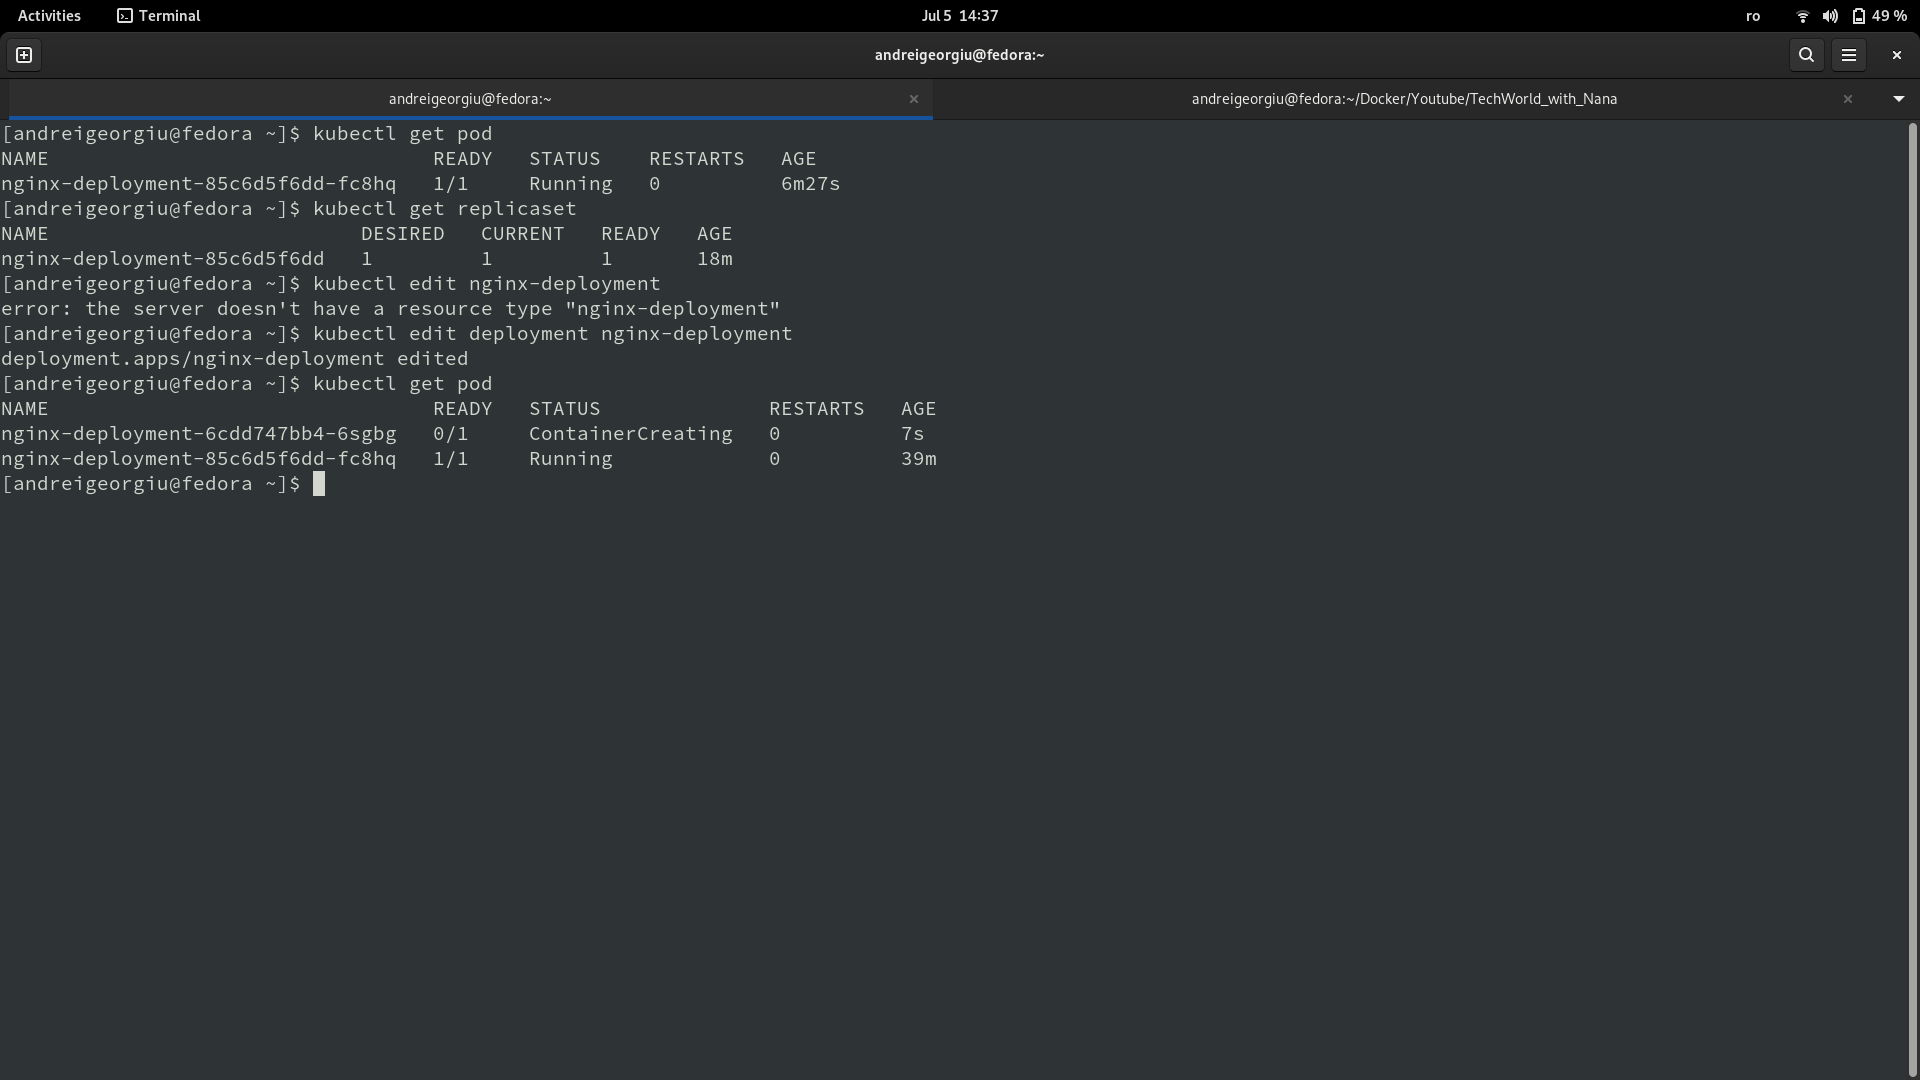 Activities Terminal Jul 5 14:37 ro 49 %
andreigeorgiu@fedora:~
andreigeorgiu@fedora:~ andreigeorgiu@fedora:~/Docker/Youtube/TechWorld_with_Nana
[andreigeorgiu@fedora ~]$ kubectl get pod
NAME READY STATUS RESTARTS AGE
nginx-deployment-85c6d5f6dd-fc8hq 1/1 Running 0 6m27s
[andreigeorgiu@fedora ~]$ kubectl get replicaset
NAME DESIRED CURRENT READY AGE
nginx-deployment-85c6d5f6dd 1 1 1 18m
[andreigeorgiu@fedora ~]$ kubectl edit nginx-deployment
error: the server doesn't have a resource type "nginx-deployment"
[andreigeorgiu@fedora ~]$ kubectl edit deployment nginx-deployment
deployment.apps/nginx-deployment edited
[andreigeorgiu@fedora ~]$ kubectl get pod
NAME READY STATUS RESTARTS AGE
nginx-deployment-6cdd747bb4-6sgbg 0/1 ContainerCreating 0 7s
nginx-deployment-85c6d5f6dd-fc8hq 1/1 Running 0 39m
[andreigeorgiu@fedora ~]$